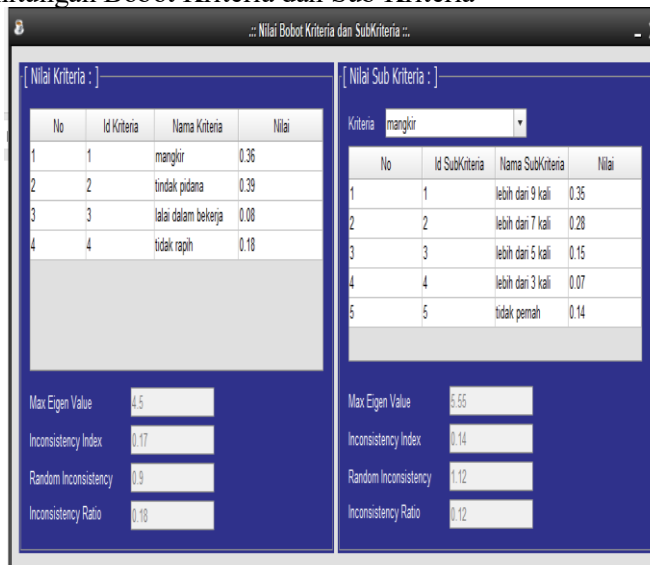 Bobot Kriteria dan Sub Kriteria
.:: Nilai Bobot Kriteria dan SubKriteria ::.
[ Nilai Kriteria : ]
No Id Kriteria Nama Kriteria Nilai
1 1 mangkir 0.36
2 2 tindak pidana 0.39
3 3 lalai dalam bekerja 0.08
4 4 tidak rapih 0.18
Max Eigen Value 4.5
Inconsistency Index 0.17
Random Inconsistency 0.9
Inconsistency Ratio 0.18
[ Nilai Sub Kriteria : ]
Kriteria mangkir
No Id SubKriteria Nama SubKriteria Nilai
1 1 lebih dari 9 kali 0.35
2 2 lebih dari 7 kali 0.28
3 3 lebih dari 5 kali 0.15
4 4 lebih dari 3 kali 0.07
5 5 tidak pernah 0.14
Max Eigen Value 5.55
Inconsistency Index 0.14
Random Inconsistency 1.12
Inconsistency Ratio 0.12